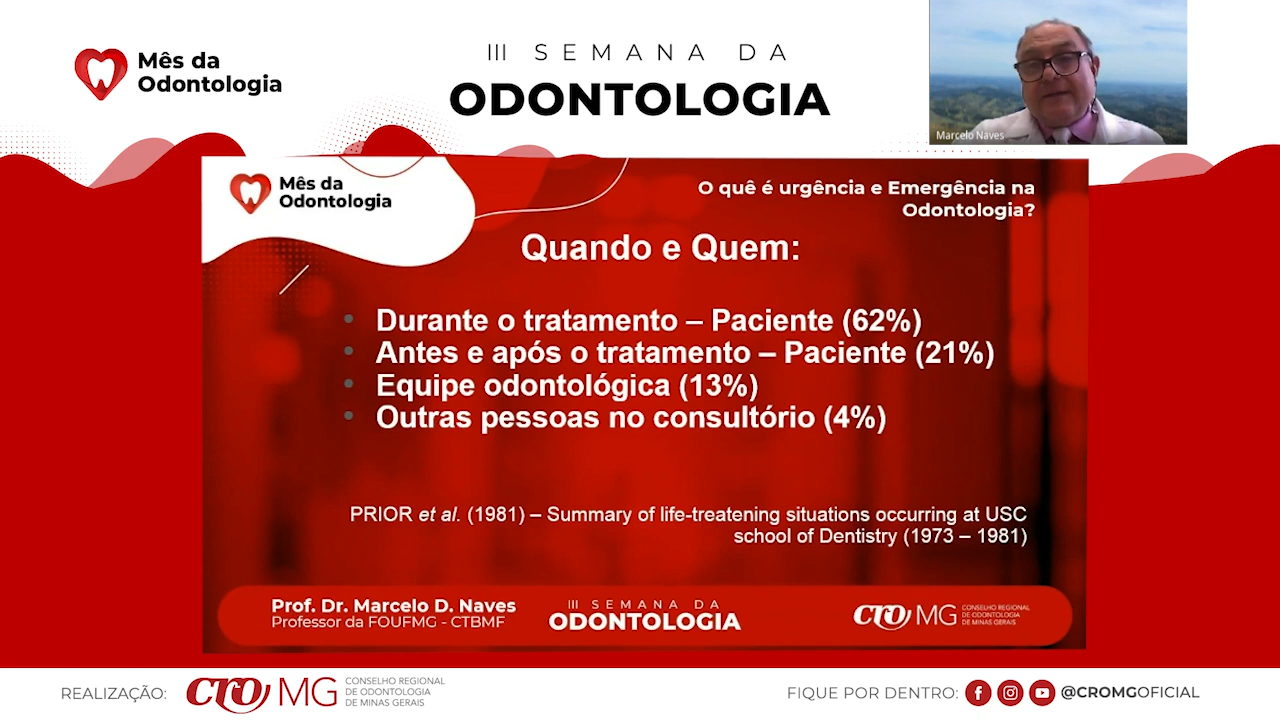 Mês da
Odontologia
III SEMANA DA
ODONTOLOGIA
Marcelo Naves
Mês da
Odontologia
O quê é urgência e Emergência na
Odontologia?
Quando e Quem:
• Durante o tratamento – Paciente (62%)
• Antes e após o tratamento – Paciente (21%)
• Equipe odontológica (13%)
• Outras pessoas no consultório (4%)
PRIOR et al. (1981) – Summary of life-treatening situations occurring at USC
school of Dentistry (1973 – 1981)
Prof. Dr. Marcelo D. Naves
Professor da FOUFMG - CTBMF
III SEMANA DA
ODONTOLOGIA
CRO MG
CONSELHO REGIONAL
DE ODONTOLOGIA
DE MINAS GERAIS
REALIZAÇÃO:
CRO MG
CONSELHO REGIONAL
DE ODONTOLOGIA
DE MINAS GERAIS
FIQUE POR DENTRO:
@CROMGOFICIAL